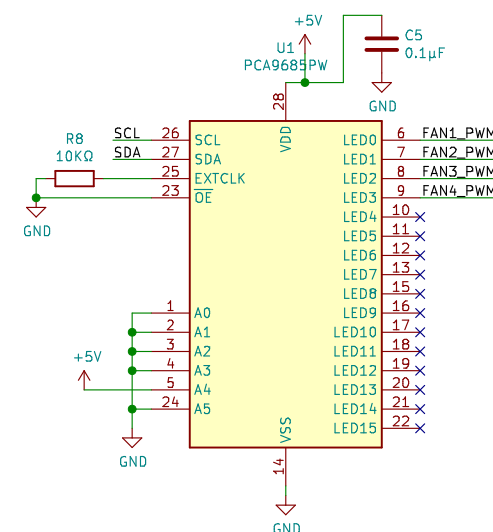 +5V
C5
0.1µF
GND
U1
PCA9685PW
28
VDD
R8
10KΩ
GND
SCL 26 SCL
SDA 27 SDA
25 EXTCLK
23 OE
1 A0
2 A1
3 A2
4 A3
+5V
5 A4
24 A5
GND
LED0 6 FAN1_PWM
LED1 7 FAN2_PWM
LED2 8 FAN3_PWM
LED3 9 FAN4_PWM
LED4 10
LED5 11
LED6 12
LED7 13
LED8 15
LED9 16
LED10 17
LED11 18
LED12 19
LED13 20
LED14 21
LED15 22
VSS
14
GND